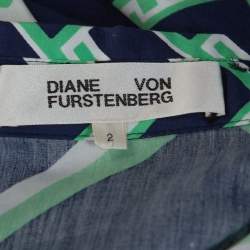 DIANE VON
FURSTENBERG
2